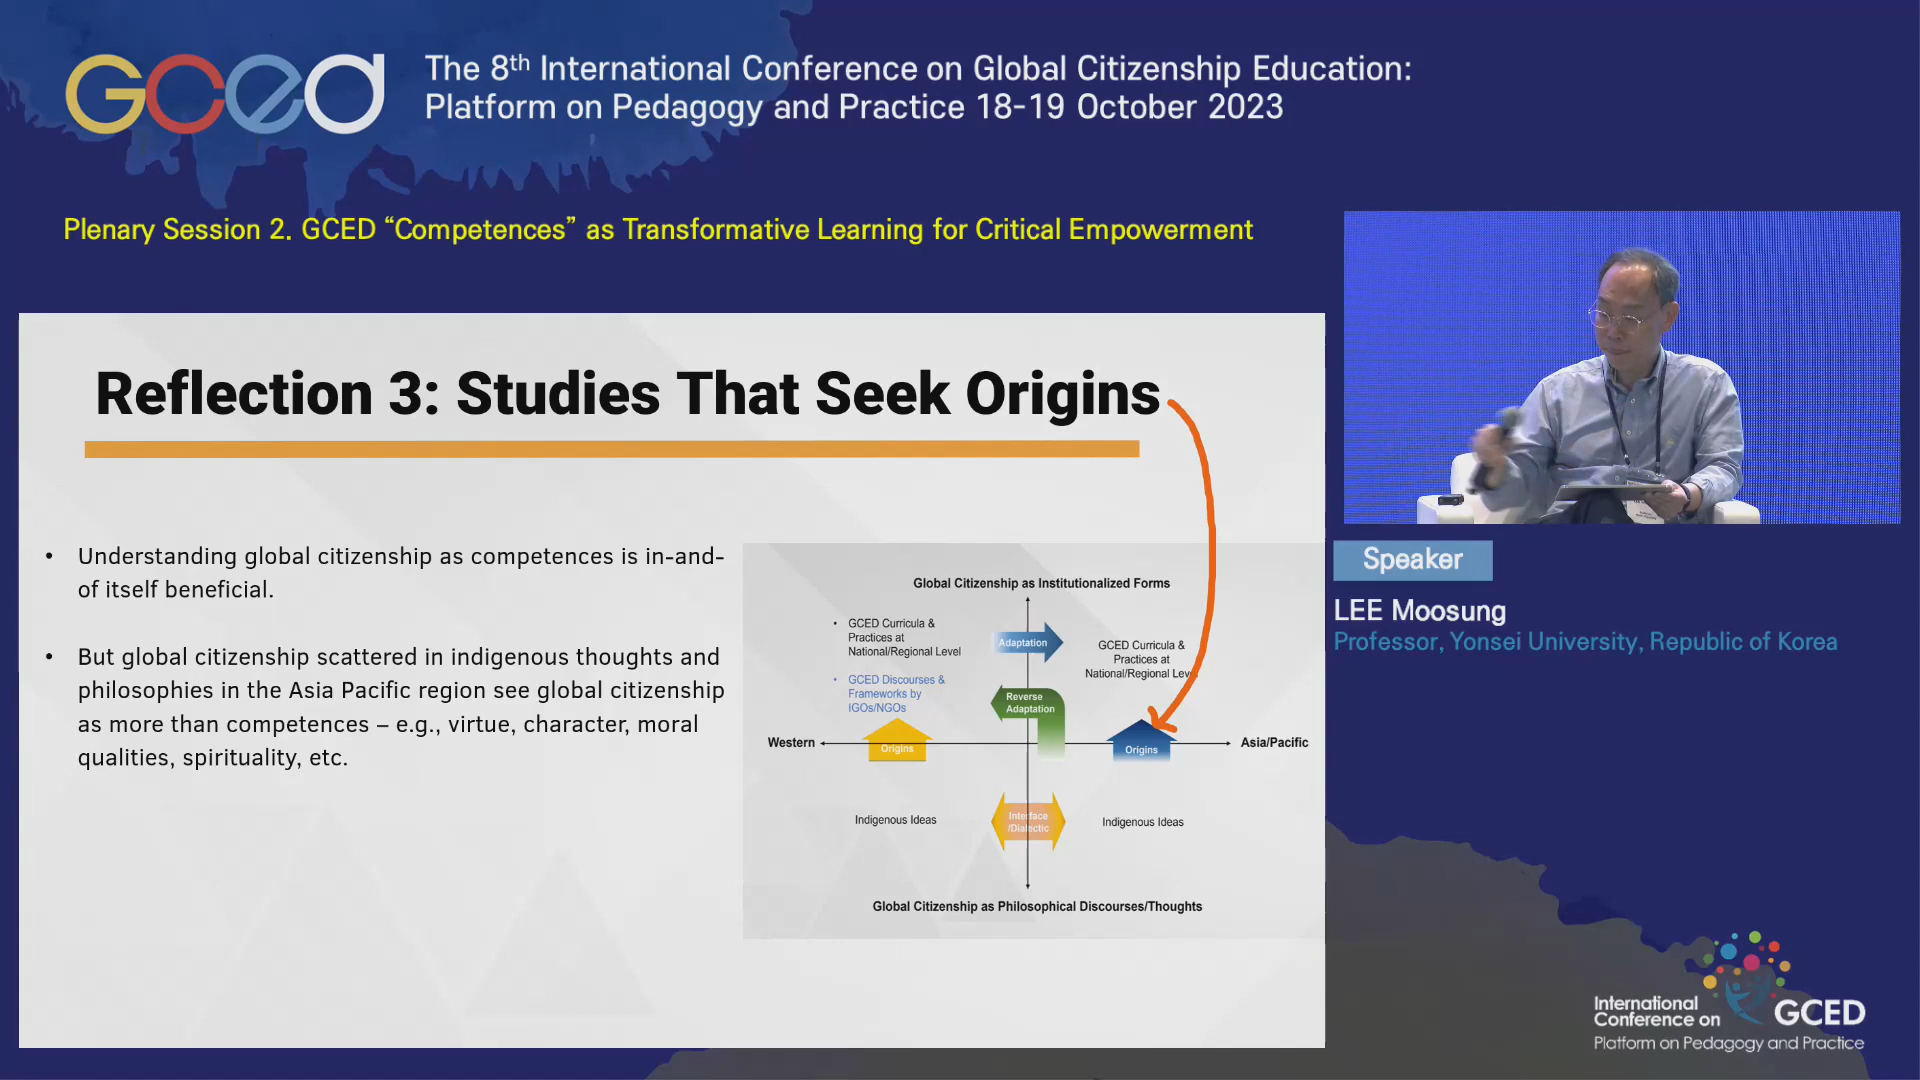 GCED
The 8th International Conference on Global Citizenship Education:
Platform on Pedagogy and Practice 18-19 October 2023
Plenary Session 2. GCED “Competences” as Transformative Learning for Critical Empowerment
Reflection 3: Studies That Seek Origins
• Understanding global citizenship as competences is in-and-
of itself beneficial.
• But global citizenship scattered in indigenous thoughts and
philosophies in the Asia Pacific region see global citizenship
as more than competences – e.g., virtue, character, moral
qualities, spirituality, etc.
Global Citizenship as Institutionalized Forms
• GCED Curricula &
Practices at
National/Regional Level
• GCED Discourses &
Frameworks by
IGOs/NGOs
Adaptation
GCED Curricula &
Practices at
National/Regional Level
Reverse
Adaptation
Western
Origins
Origins
Asia/Pacific
Indigenous Ideas
Interface
/Dialectic
Indigenous Ideas
Global Citizenship as Philosophical Discourses/Thoughts
Speaker
LEE Moosung
Professor, Yonsei University, Republic of Korea
International
Conference on GCED
Platform on Pedagogy and Practice